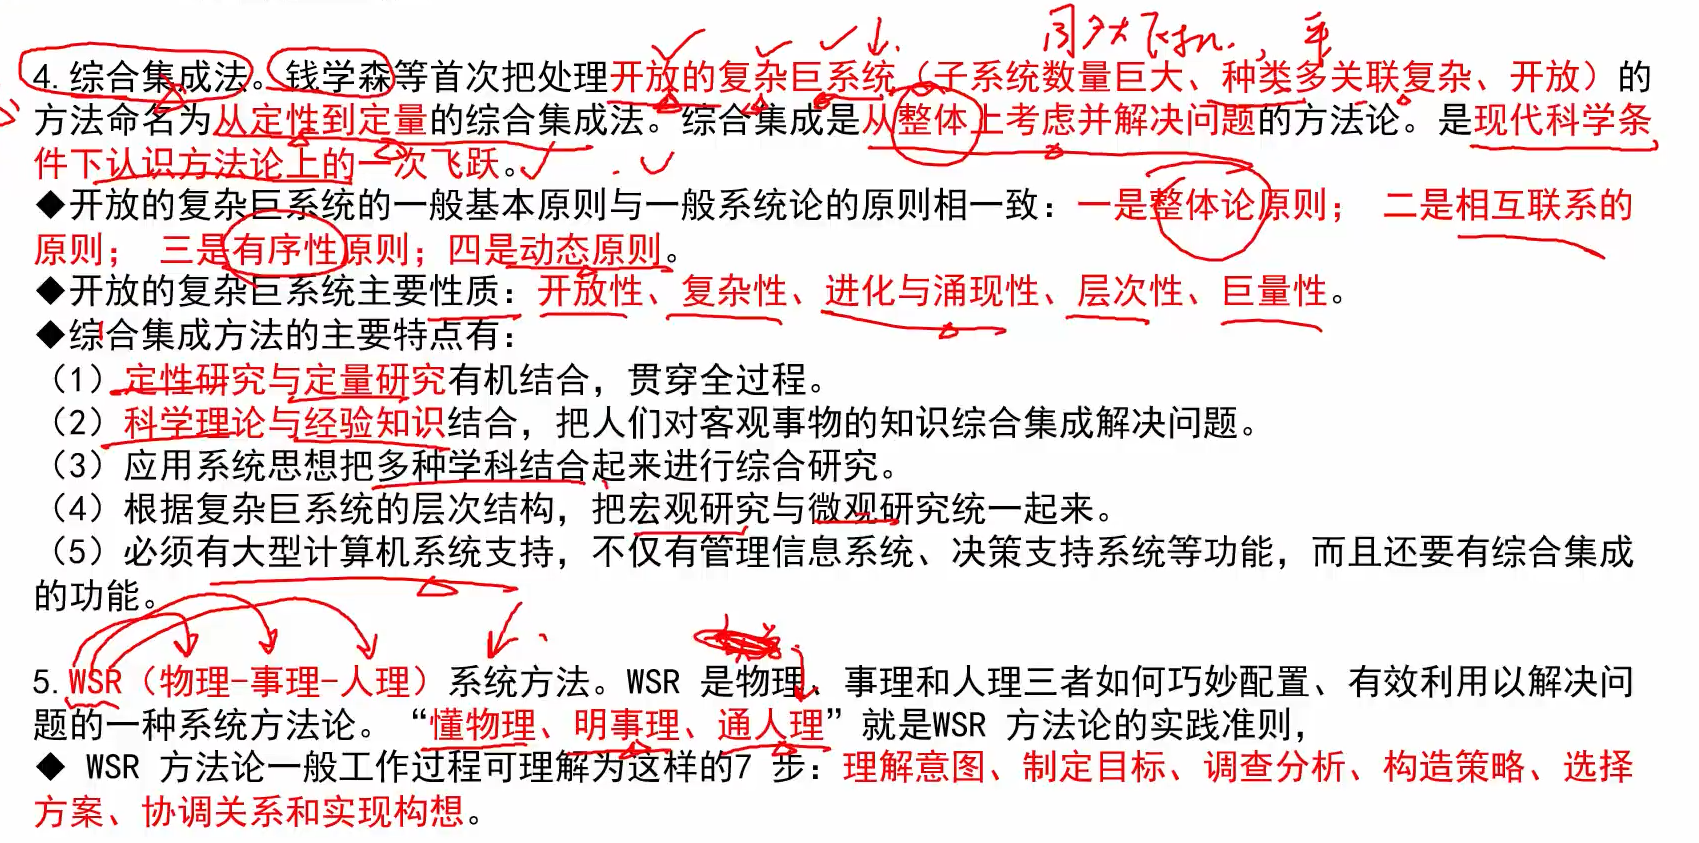 4. 综合集成法。钱学森等首次把处理开放的复杂巨系统（子系统数量巨大、种类多关联复杂、开放）的
方法命名为从定性到定量的综合集成法。综合集成是从整体上考虑并解决问题的方法论。是现代科学条
件下认识方法论上的一次飞跃。
◆开放的复杂巨系统的一般基本原则与一般系统论的原则相一致：一是整体论原则； 二是相互联系的
原则； 三是有序性原则；四是动态原则。
◆开放的复杂巨系统主要性质：开放性、复杂性、进化与涌现性、层次性、巨量性。
◆综合集成方法的主要特点有：
（1）定性研究与定量研究有机结合，贯穿全过程。
（2）科学理论与经验知识结合，把人们对客观事物的知识综合集成解决问题。
（3）应用系统思想把多种学科结合起来进行综合研究。
（4）根据复杂巨系统的层次结构，把宏观研究与微观研究统一起来。
（5）必须有大型计算机系统支持，不仅有管理信息系统、决策支持系统等功能，而且还要有综合集成
的功能。
5. WSR（物理-事理-人理）系统方法。WSR 是物理、事理和人理三者如何巧妙配置、有效利用以解决问
题的一种系统方法论。“懂物理、明事理、通人理”就是WSR 方法论的实践准则，
◆ WSR 方法论一般工作过程可理解为这样的7 步：理解意图、制定目标、调查分析、构造策略、选择
方案、协调关系和实现构想。